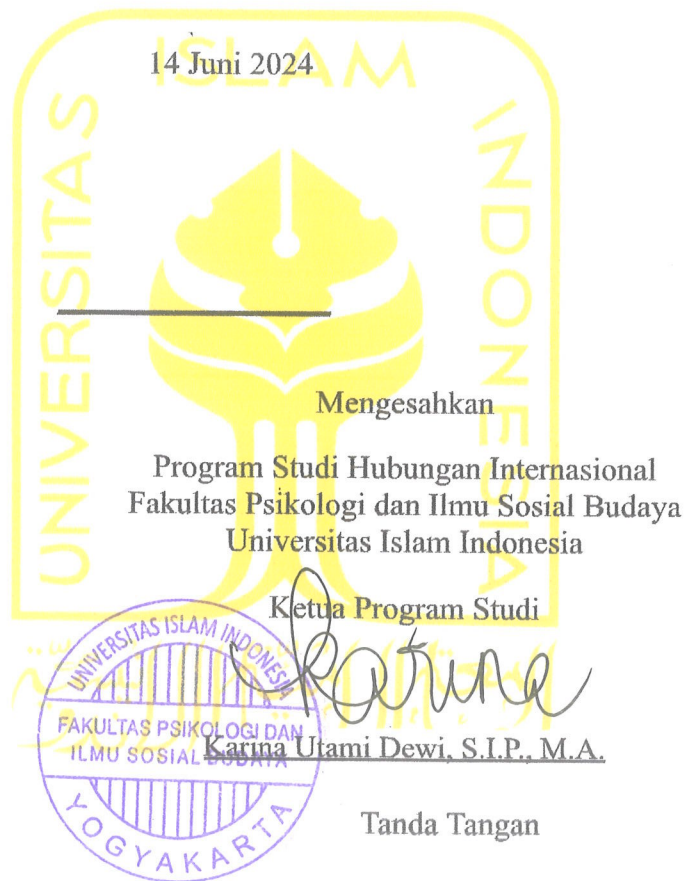 14 Juni 2024
UNIVERSITAS ISLAM INDONESIA
Mengesahkan
Program Studi Hubungan Internasional
Fakultas Psikologi dan Ilmu Sosial Budaya
Universitas Islam Indonesia
Ketua Program Studi
Karina
UNIVERSITAS ISLAM INDONESIA
FAKULTAS PSIKOLOGI DAN
ILMU SOSIAL BUDAYA
YOGYAKARTA
Karina Utami Dewi, S.I.P., M.A.
Tanda Tangan